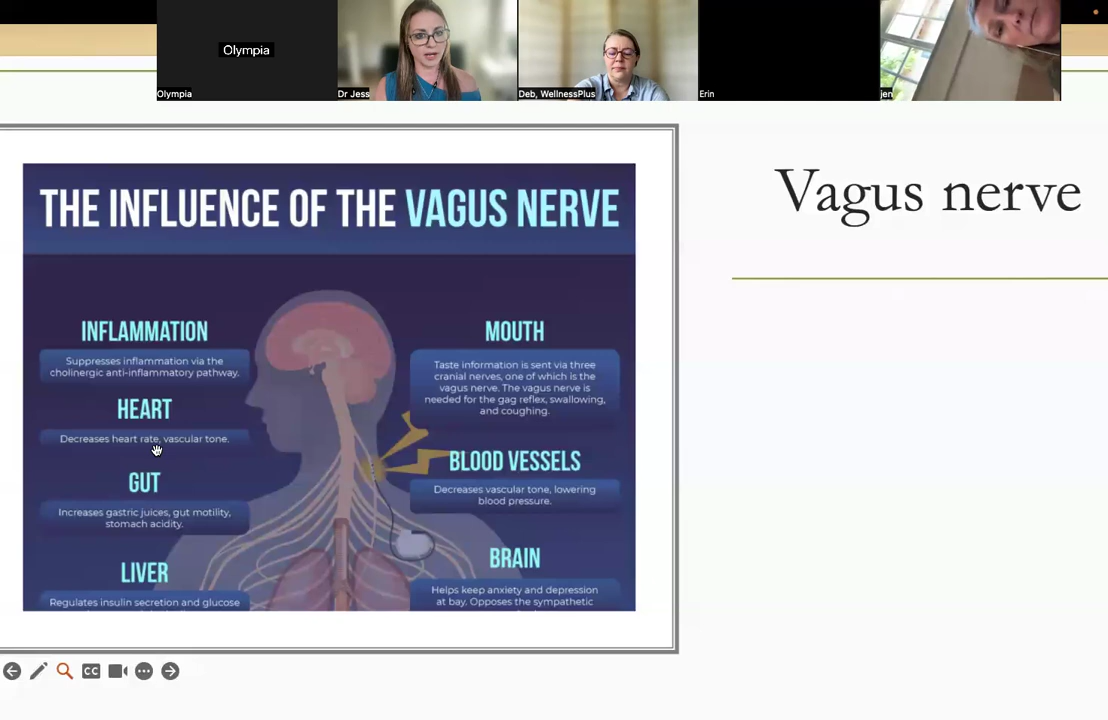 Olympia
Olympia
Dr Jess
Deb, WellnessPlus
Erin
jen
Vagus nerve
THE INFLUENCE OF THE VAGUS NERVE
INFLAMMATION
Suppresses inflammation via the
cholinergic anti-inflammatory pathway.
HEART
Decreases heart rate, vascular tone.
GUT
Increases gastric juices, gut motility,
stomach acidity.
LIVER
Regulates insulin secretion and glucose
MOUTH
Taste information is sent via three
cranial nerves, one of which is the
vagus nerve. The vagus nerve is
needed for the gag reflex, swallowing,
and coughing.
BLOOD VESSELS
Decreases vascular tone, lowering
blood pressure.
BRAIN
Helps keep anxiety and depression
at bay. Opposes the sympathetic
CC